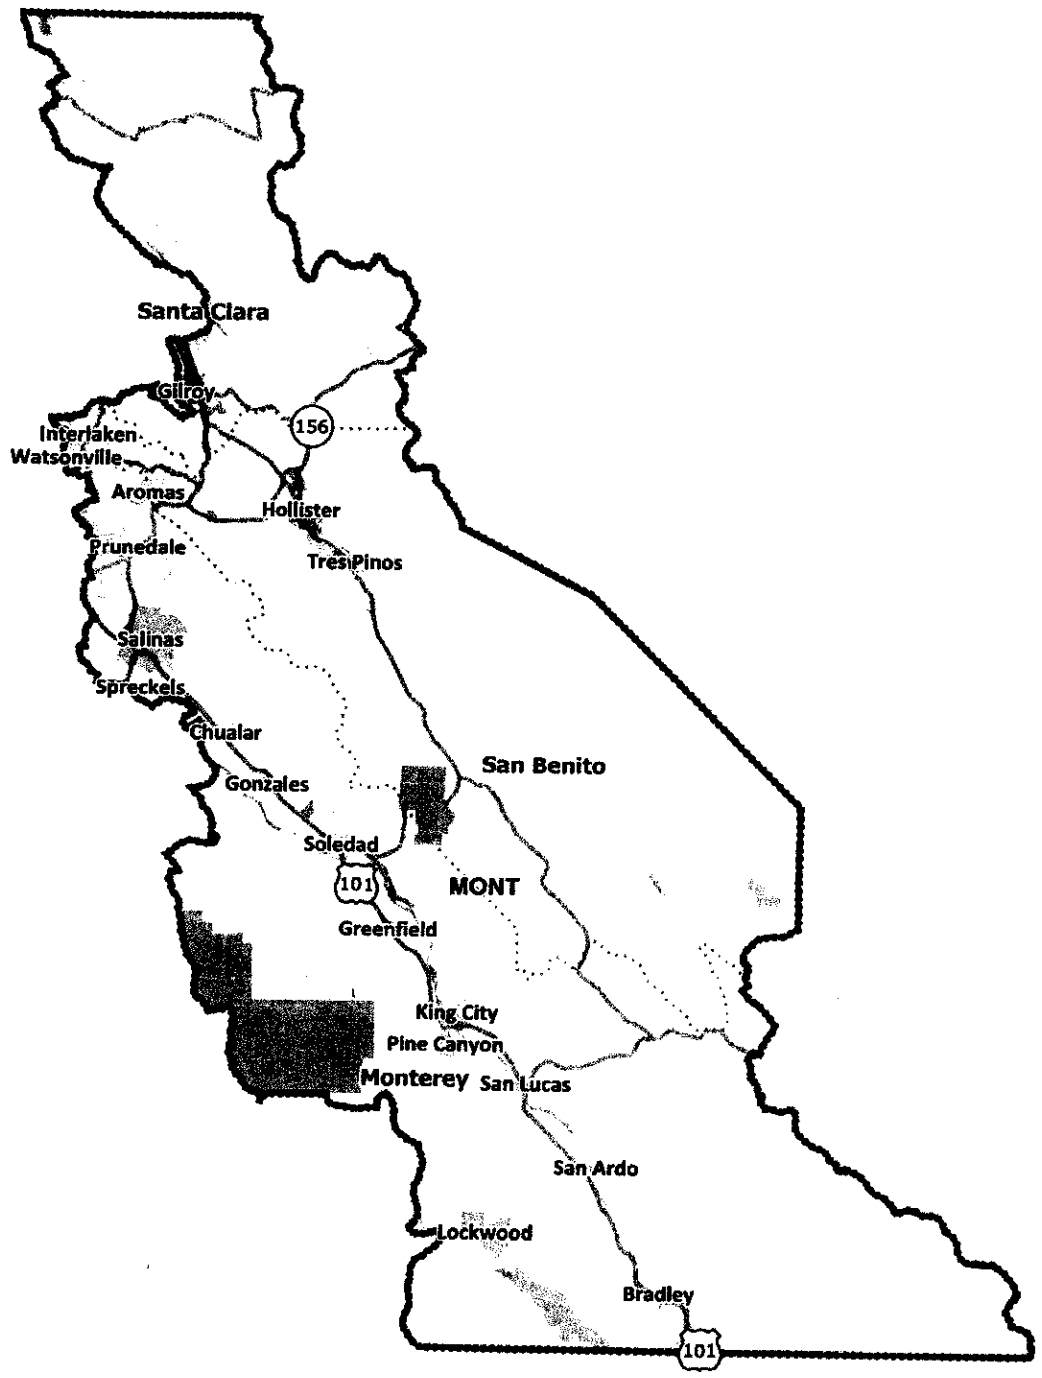 Santa Clara
Gilroy
156
Interlaken
Watsonville
Aromas
Hollister
Prunedale
Tres Pinos
Salinas
Spreckels
Chualar
San Benito
Gonzales
Soledad
101
MONT
Greenfield
King City
Pine Canyon
Monterey
San Lucas
San Ardo
Lockwood
Bradley
101